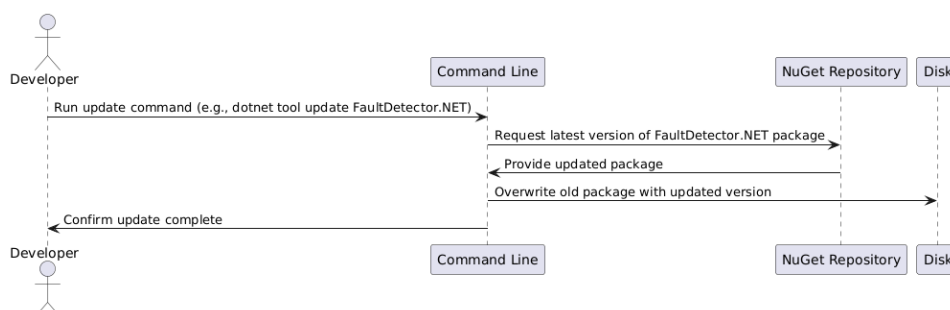 Developer
Command Line
NuGet Repository
Disk
Run update command (e.g., dotnet tool update FaultDetector.NET)
Request latest version of FaultDetector.NET package
Provide updated package
Overwrite old package with updated version
Confirm update complete
Developer
Command Line
NuGet Repository
Disk